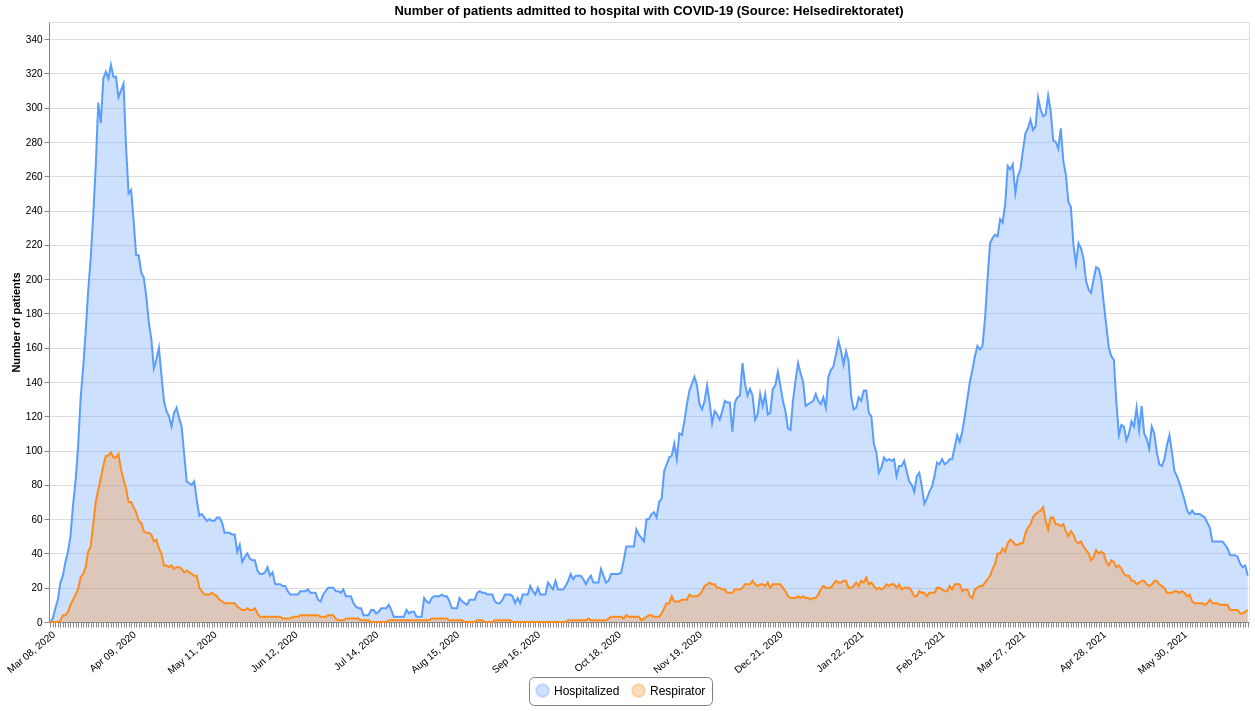 Number of patients admitted to hospital with COVID-19 (Source: Helsedirektoratet)
Number of patients
340
320
300
280
260
240
220
200
180
160
140
120
100
80
60
40
20
0
Mar 08, 2020
Apr 09, 2020
May 11, 2020
Jun 12, 2020
Jul 14, 2020
Aug 15, 2020
Sep 16, 2020
Oct 18, 2020
Nov 19, 2020
Dec 21, 2020
Jan 22, 2021
Feb 23, 2021
Mar 27, 2021
Apr 28, 2021
May 30, 2021
Hospitalized
Respirator